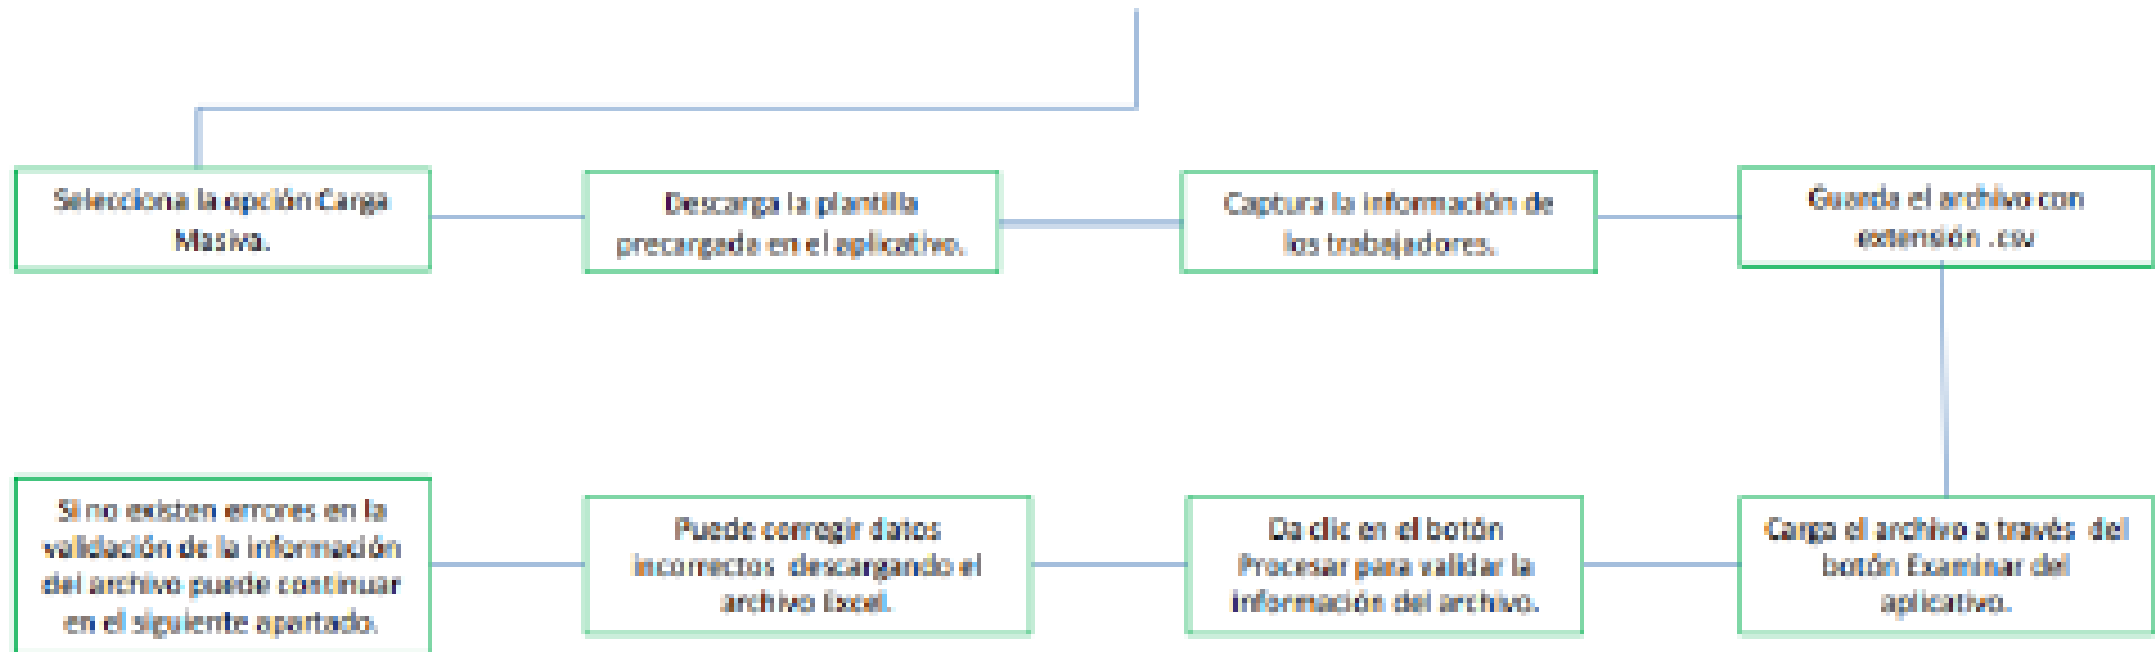 Selecciona la opción Carga
Masiva.
Descarga la plantilla
precargada en el aplicativo.
Captura la información de
los trabajadores.
Guarda el archivo con
extensión .csv
Carga el archivo a través del
botón Examinar del
aplicativo.
Da clic en el botón
Procesar para validar la
información del archivo.
Puede corregir datos
incorrectos descargando el
archivo Excel.
Si no existen errores en la
validación de la información
del archivo puede continuar
en el siguiente apartado.